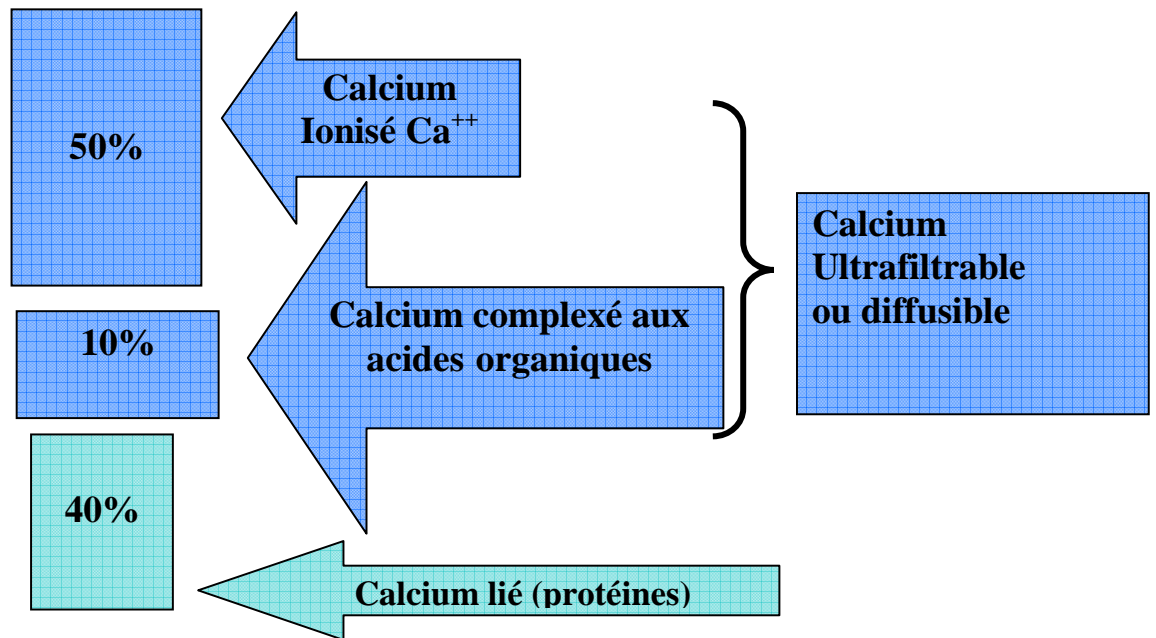 50%
Calcium
Ionisé Ca++
Calcium
Ultrafiltrable
ou diffusible
10%
Calcium complexé aux
acides organiques
40%
Calcium lié (protéines)